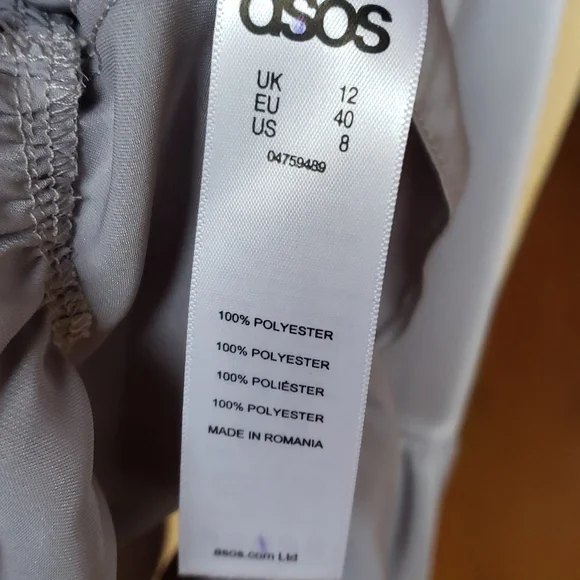 asos
UK 12
EU 40
US 8
04759489
100% POLYESTER
100% POLYESTER
100% POLIÉSTER
100% POLYESTER
MADE IN ROMANIA
asos.com Ltd